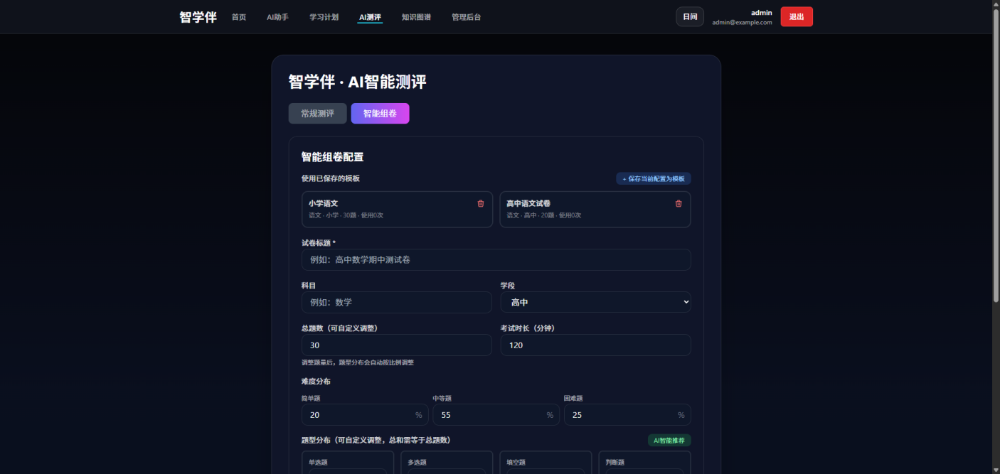 智学伴 首页 AI助手 学习计划 AI测评 知识图谱 管理后台 日间 admin 退出
admin@example.com
智学伴 · AI智能测评
常规测评 智能组卷
智能组卷配置
使用已保存的模板 + 保存当前配置为模板
小学语文 高中语文试卷
语文 · 小学 · 30题 · 使用0次 语文 · 高中 · 20题 · 使用0次
试卷标题 *
例如：高中数学期中测试卷
科目 学段
例如：数学 高中
总题数（可自定义调整） 考试时长（分钟）
30 120
调整题量后，题型分布会自动按比例调整
难度分布
简单题 中等题 困难题
20 % 55 % 25 %
题型分布（可自定义调整，总和需等于总题数） AI智能推荐
单选题 多选题 填空题 判断题